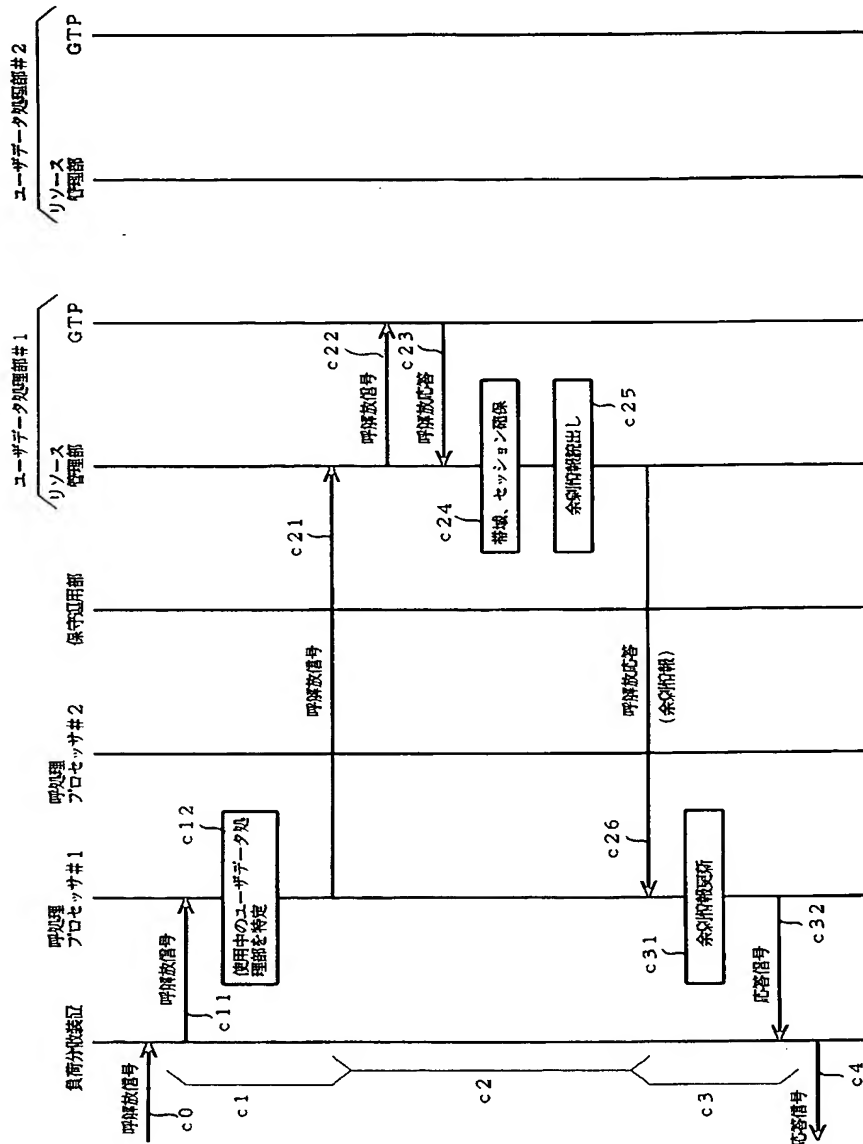 ユーザデータ処理部#1
ユーザデータ処理部#2
負荷分散装置
呼処理
プロセッサ#1
呼処理
プロセッサ#2
保守運用部
リソース
管理部
GTP
リソース
管理部
GTP
呼解放信号
c0
c1
呼解放信号
c11
c12
使用中のユーザデータ処
理部を特定
呼解放信号
c21
c2
呼解放信号
c22
呼解放応答
c23
c24
帯域、セッション確保
余剰情報読出し
c25
呼解放応答
(余剰情報)
c26
c3
c31
余剰情報更新
応答信号
c32
応答信号
c4